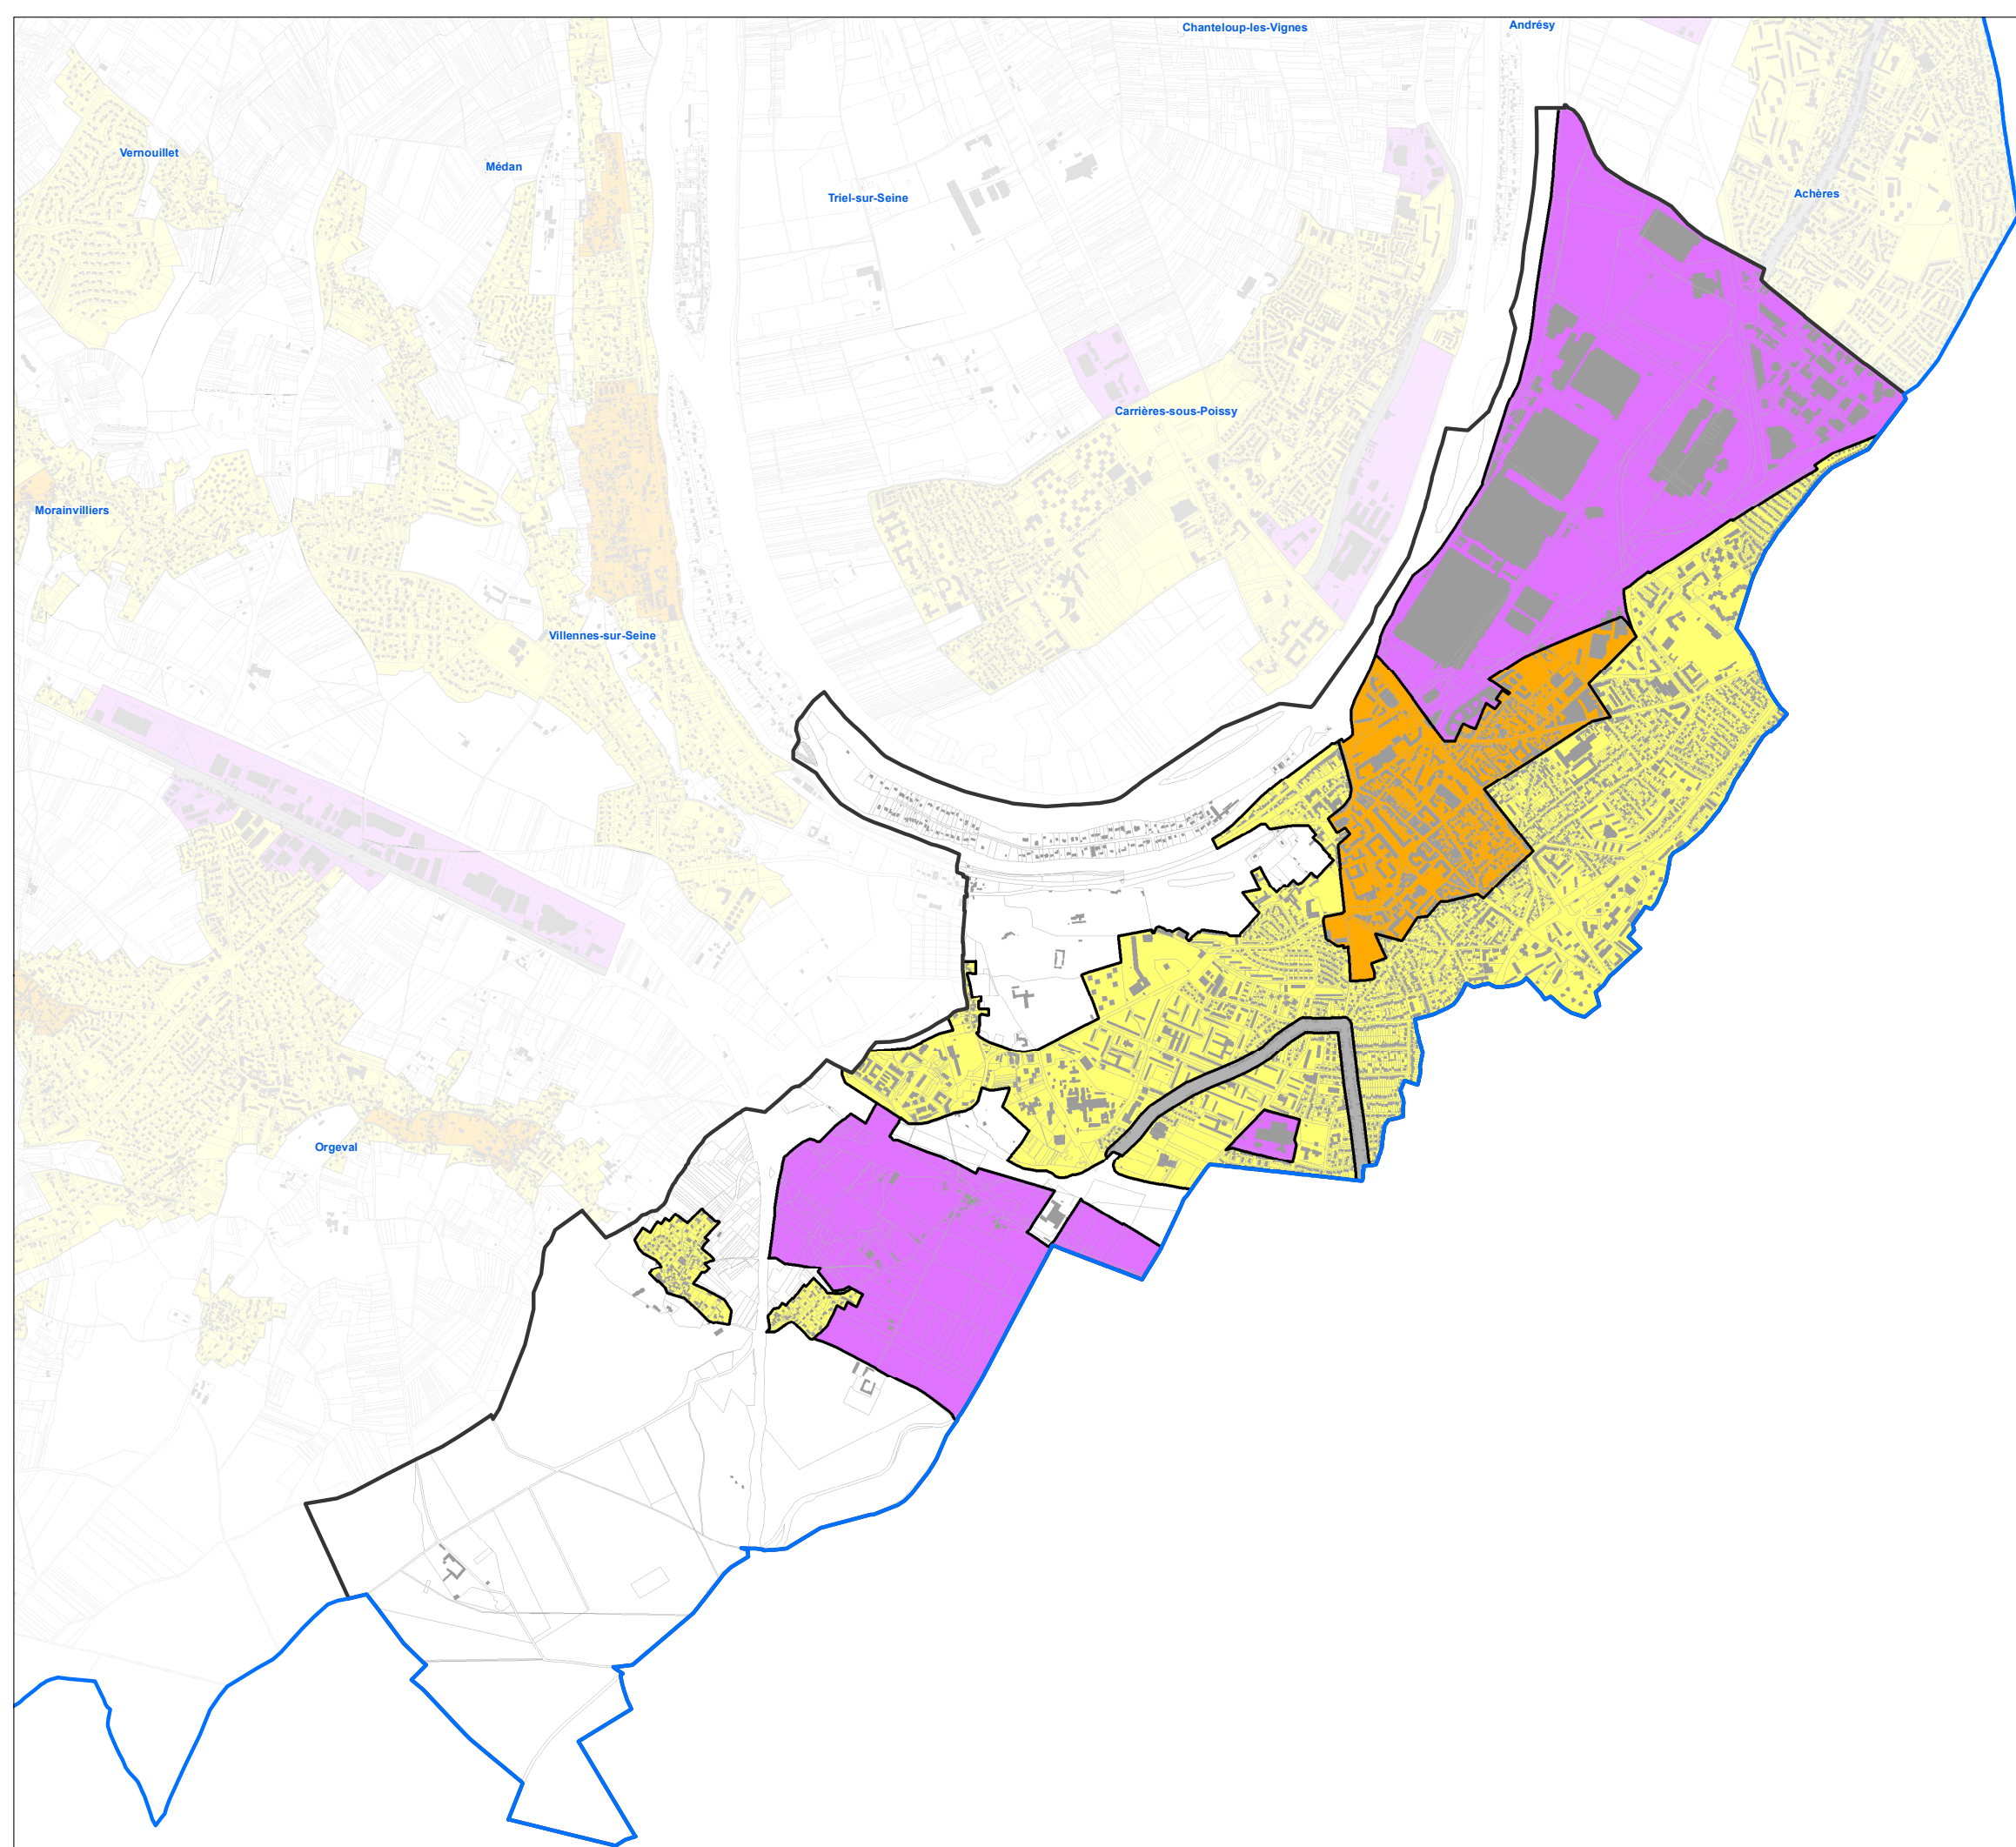 Chanteloup-les-Vignes
Andrésy
Vernouillet
Médan
Triel-sur-Seine
Achères
Carrières-sous-Poissy
Morainvilliers
Villennes-sur-Seine
Orgeval